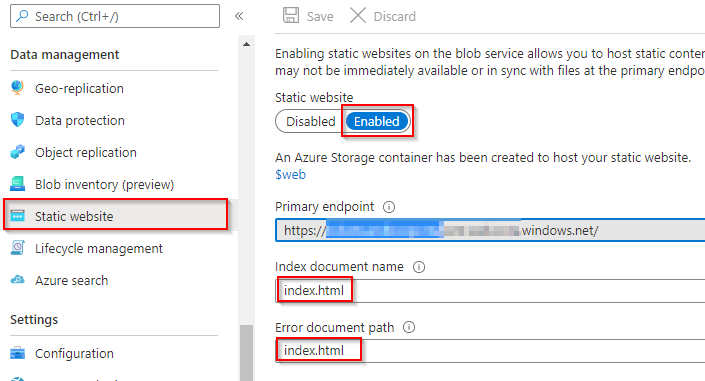 Search (Ctrl+/)
«
Data management
Geo-replication
Data protection
Object replication
Blob inventory (preview)
Static website
Lifecycle management
Azure search
Settings
Configuration
Save
Discard
Enabling static websites on the blob service allows you to host static conten
may not be immediately available or in sync with files at the primary endpo
Static website
Disabled Enabled
An Azure Storage container has been created to host your static website.
$web
Primary endpoint
https:// .windows.net/
Index document name
index.html
Error document path
index.html